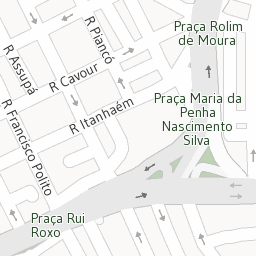 Praça Rolim
de Moura
R Piancó
R Assupá
R Cavour
R Itanhaém
R Francisco Polito
Praça Maria da
Penha
Nascimento
Silva
Praça Rui
Roxo